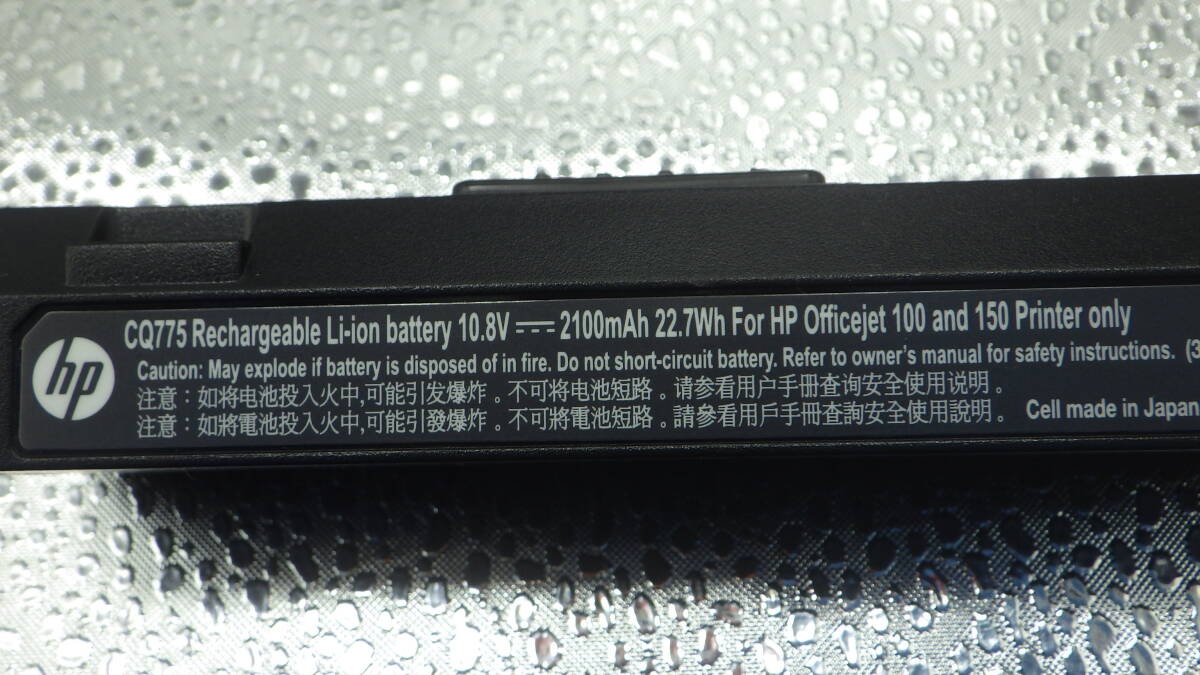 hp
CQ775 Rechargeable Li-ion battery 10.8V ⎓ 2100mAh 22.7Wh For HP Officejet 100 and 150 Printer only
Caution: May explode if battery is disposed of in fire. Do not short-circuit battery. Refer to owner's manual for safety instructions. (3
注意：如将电池投入火中,可能引发爆炸。不可将电池短路。请参看用户手册查询安全使用说明。
注意：如將電池投入火中,可能引發爆炸。不可將電池短路。請參看用戶手冊查詢安全使用說明。
Cell made in Japan